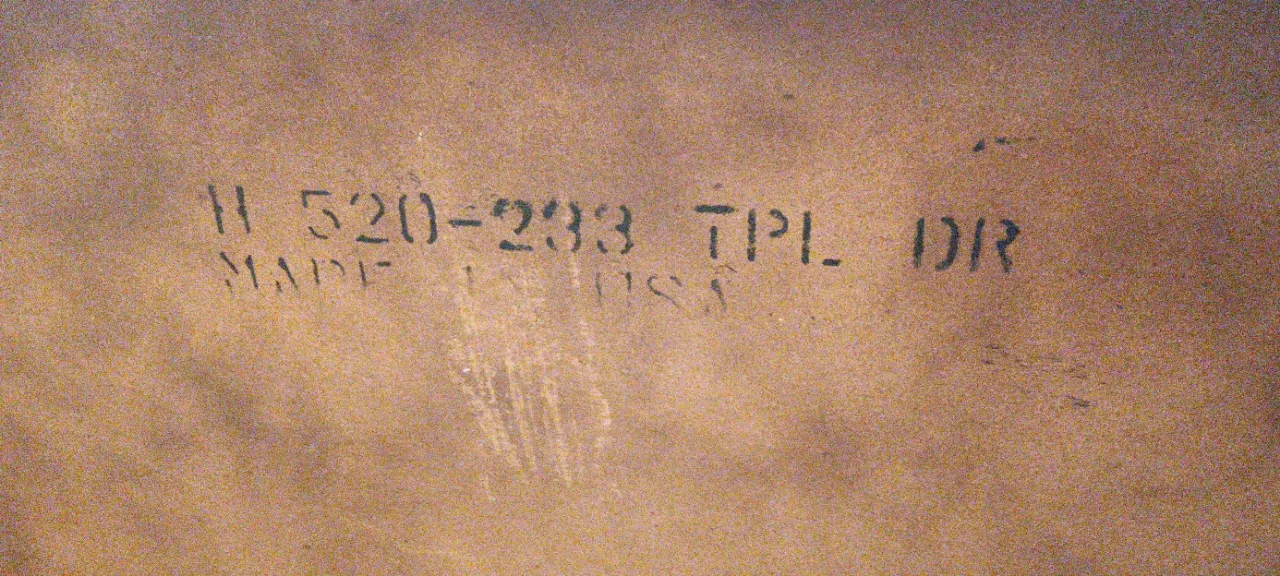 H 520-233 TPL DR
MADE IN USA